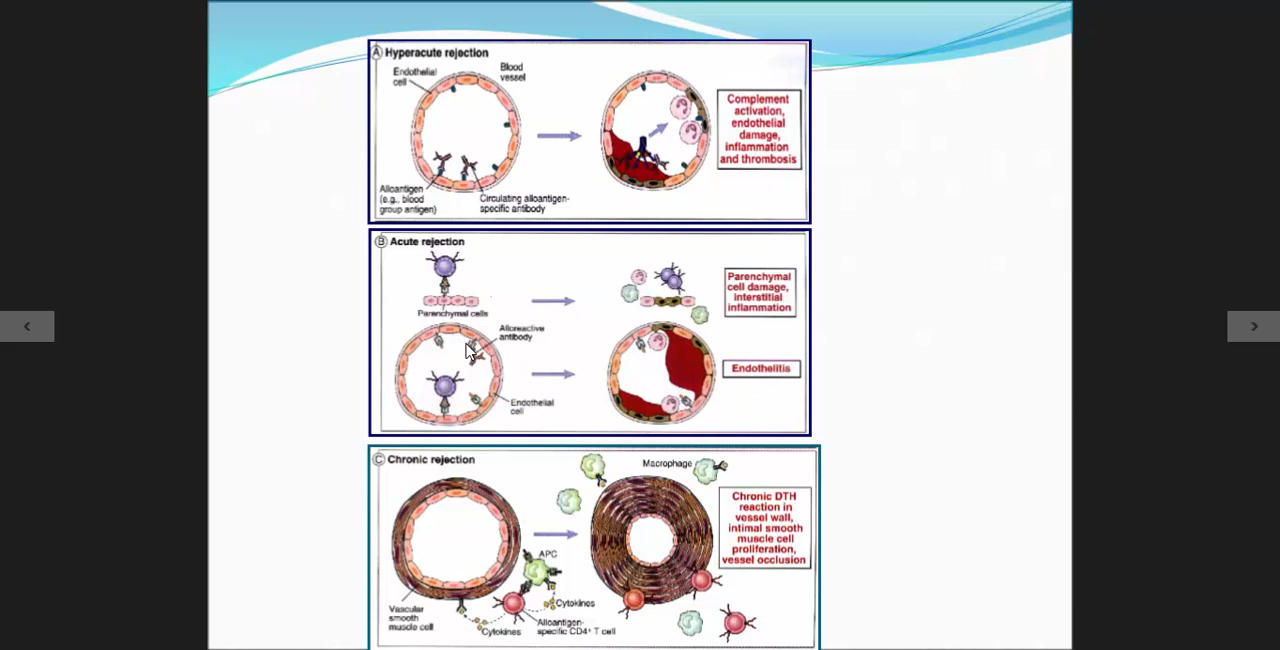 A Hyperacute rejection
Endothelial
cell
Blood
vessel
Alloantigen
(e.g., blood
group antigen)
Circulating alloantigen-
specific antibody
Complement
activation,
endothelial
damage,
inflammation
and thrombosis
B Acute rejection
Parenchymal cells
Alloreactive
antibody
Endothelial
cell
Parenchymal
cell damage,
interstitial
inflammation
Endothelitis
C Chronic rejection
Macrophage
APC
Cytokines
Vascular
smooth
muscle cell
Cytokines
Alloantigen-
specific CD4+ T cell
Chronic DTH
reaction in
vessel wall,
intimal smooth
muscle cell
proliferation,
vessel occlusion